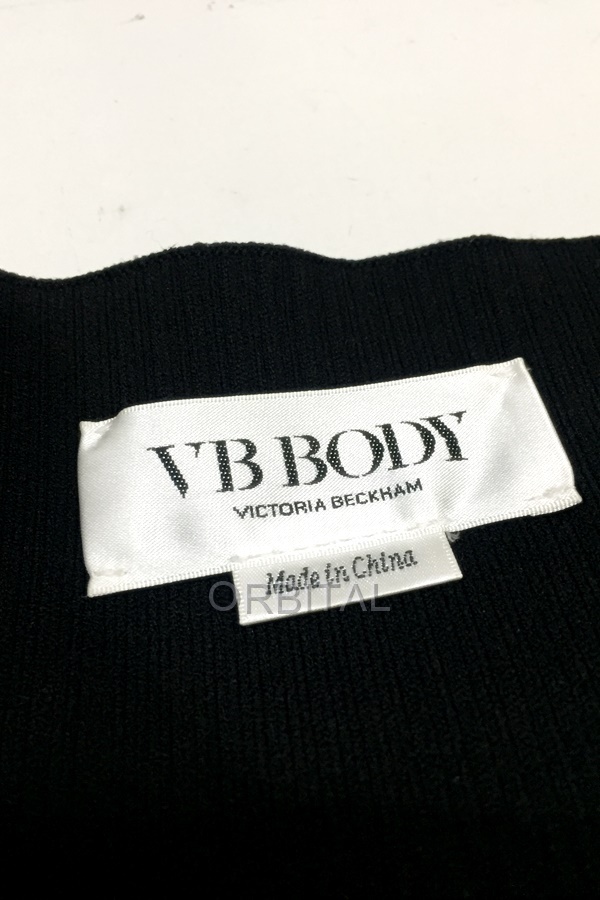 VB BODY
VICTORIA BECKHAM
Made in China
ORBITAL